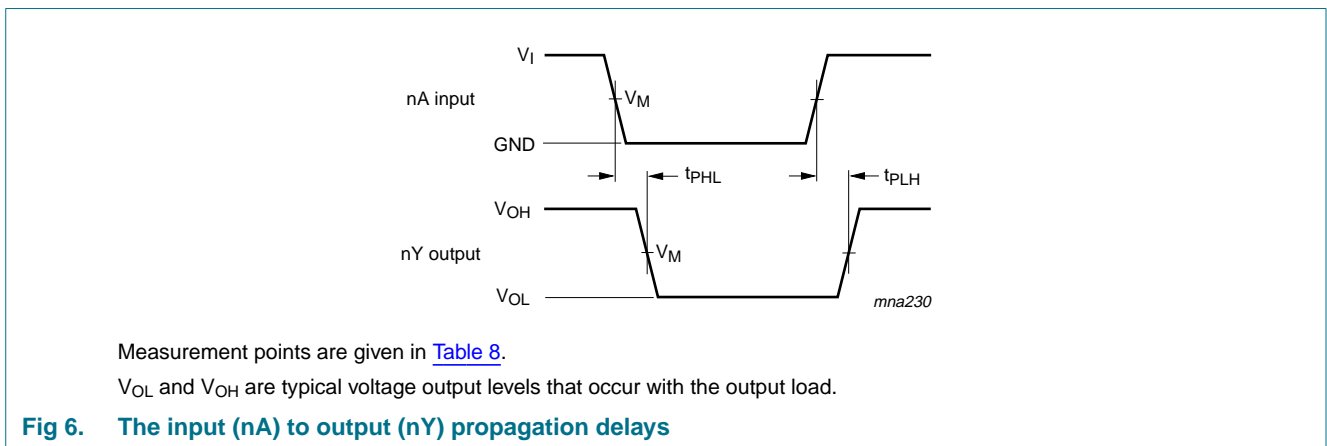 VI
nA input
VM
GND
tPHL
tPLH
VOH
nY output
VM
VOL
mna230
Measurement points are given in Table 8.
VOL and VOH are typical voltage output levels that occur with the output load.
Fig 6. The input (nA) to output (nY) propagation delays